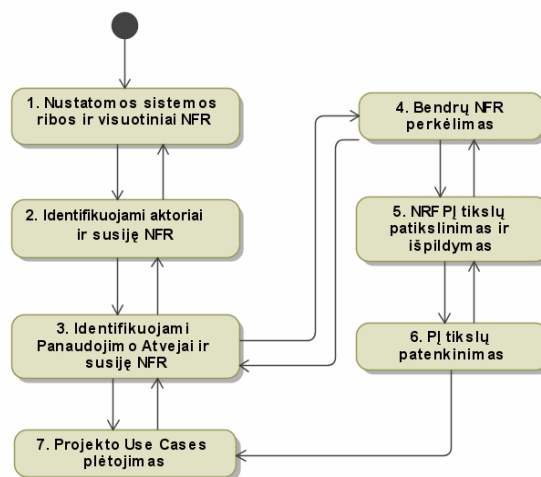 1. Nustatomos sistemos
ribos ir visuotiniai NFR
2. Identifikuojami aktoriai
ir susiję NFR
3. Identifikuojami
Panaudojimo Atvejai ir
susiję NFR
7. Projekto Use Cases
plėtojimas
4. Bendrų NFR
perkėlimas
5. NRF PĮ tikslų
patikslinimas ir
išpildymas
6. PĮ tikslų
patenkinimas